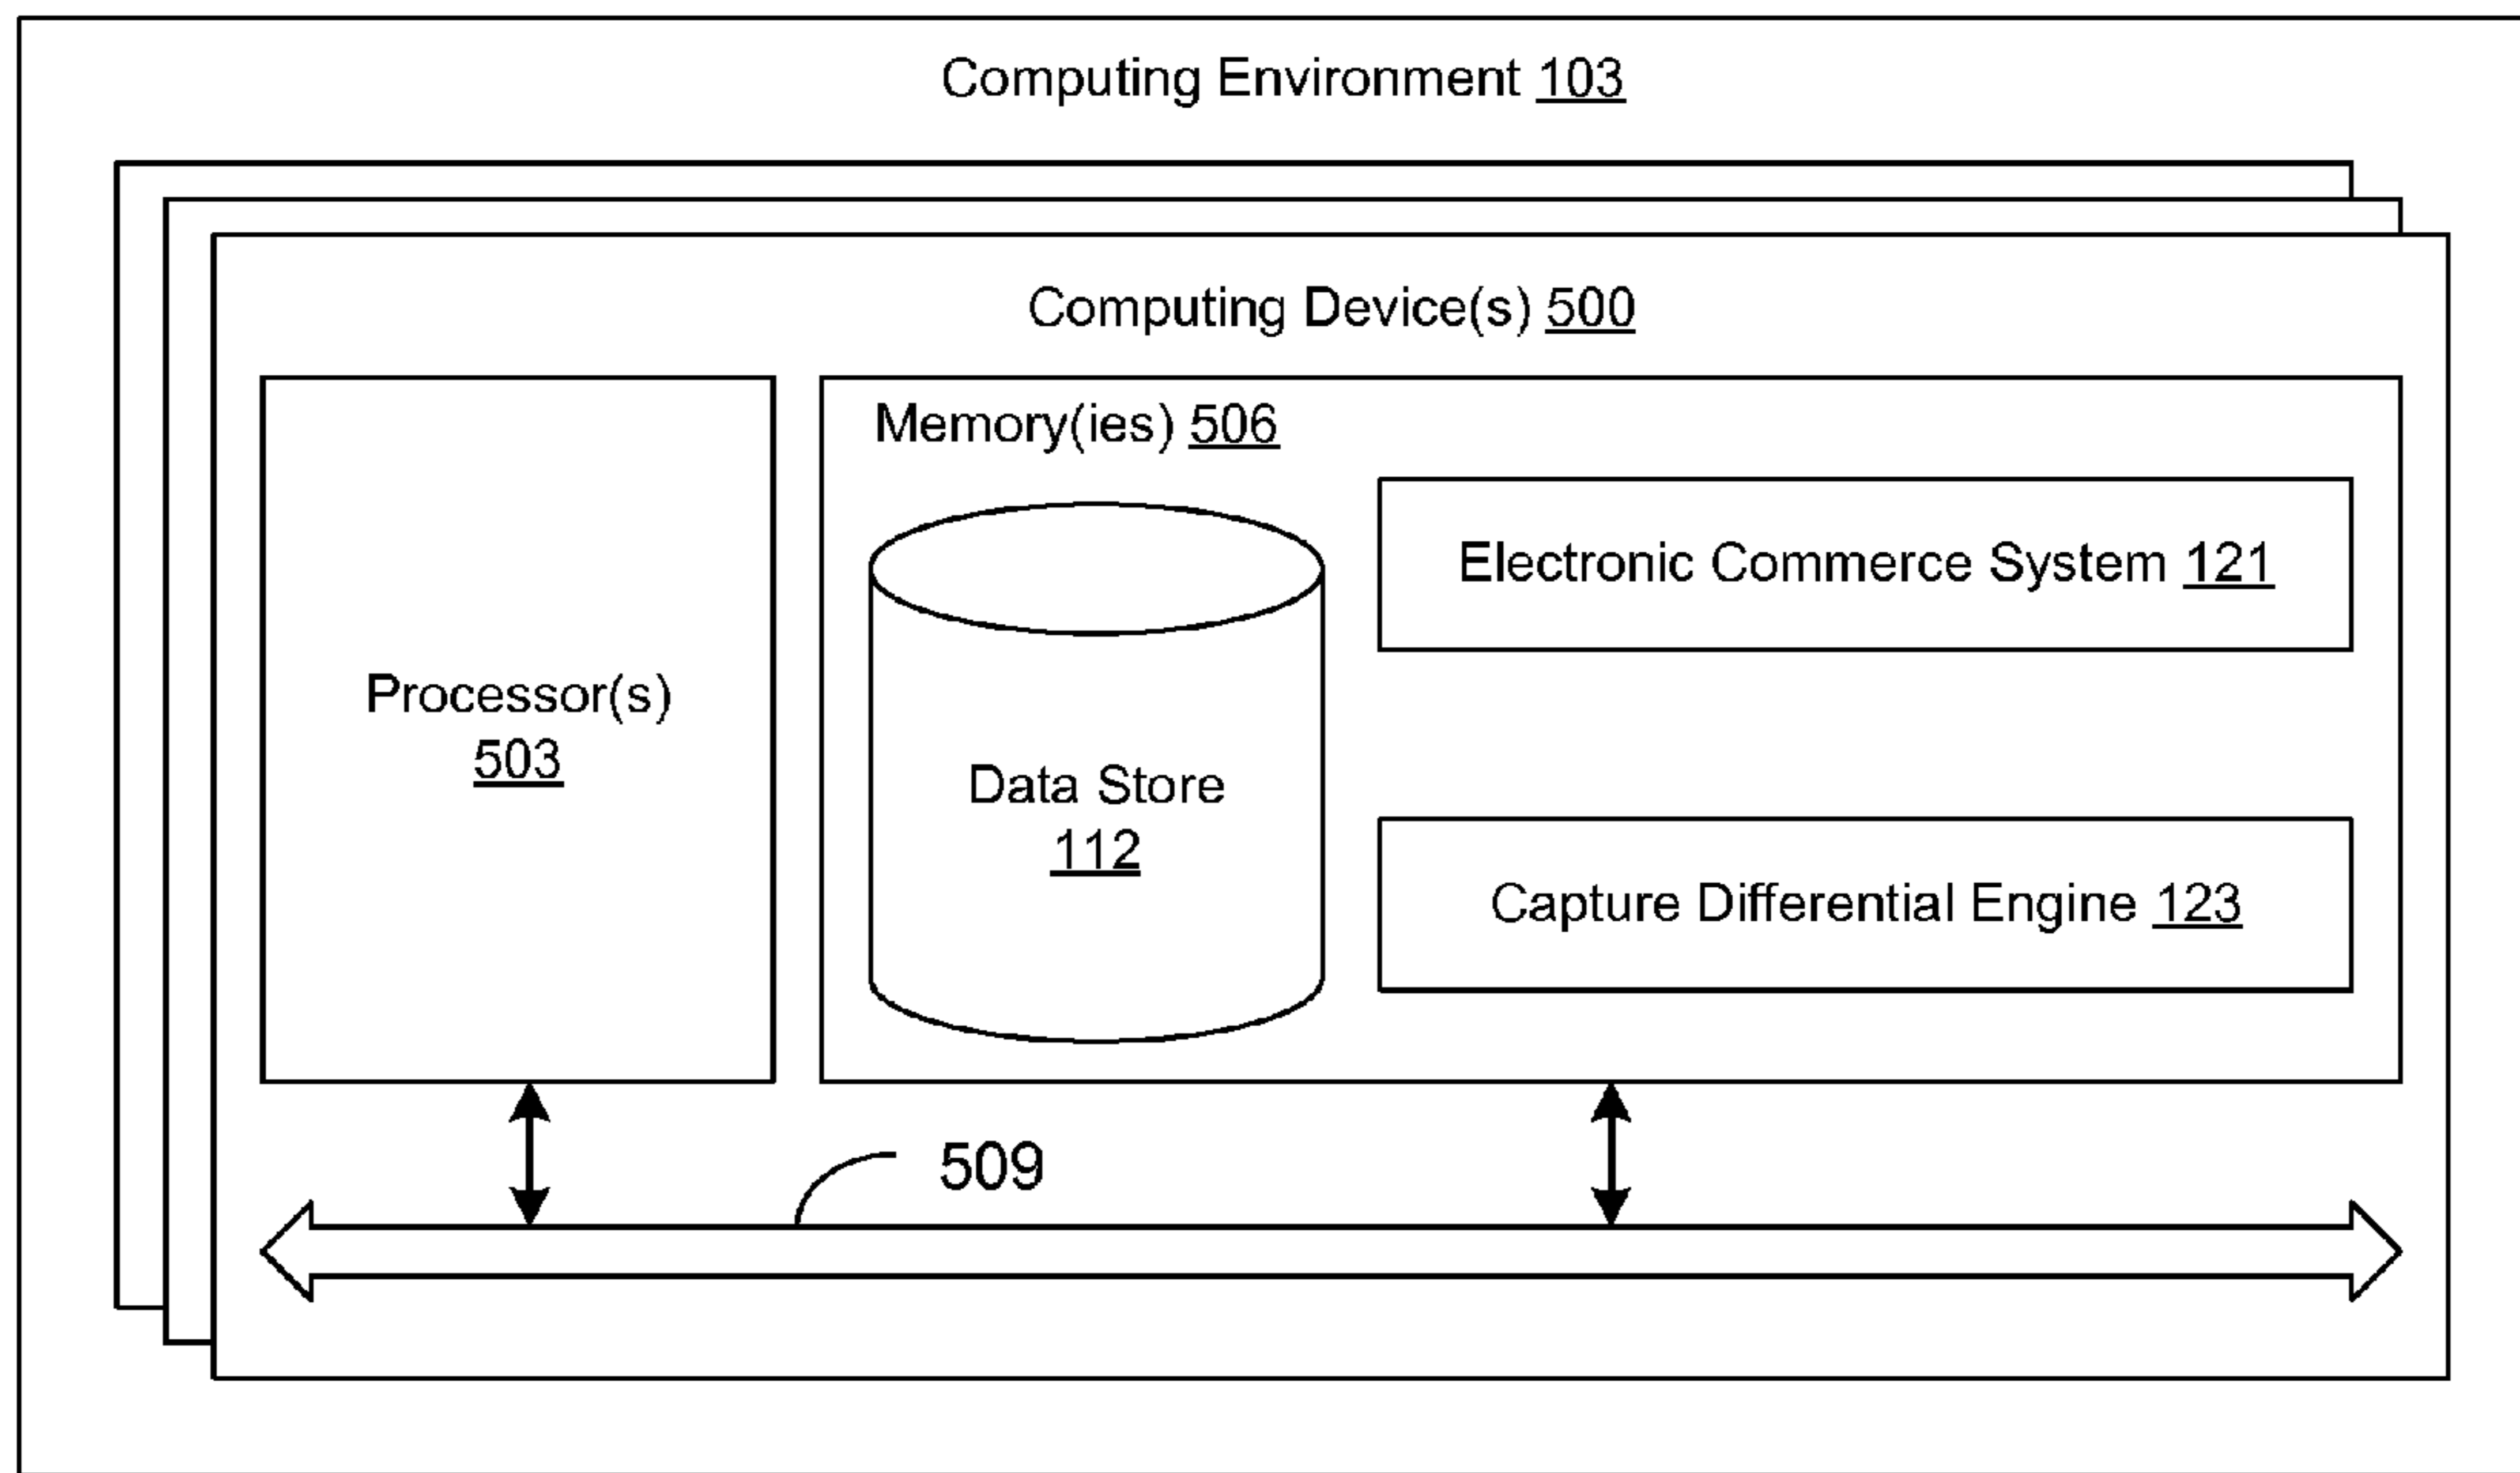 Computing Environment 103
Computing Device(s) 500
Memory(ies) 506
Electronic Commerce System 121
Processor(s)
503
Data Store
112
Capture Differential Engine 123
509